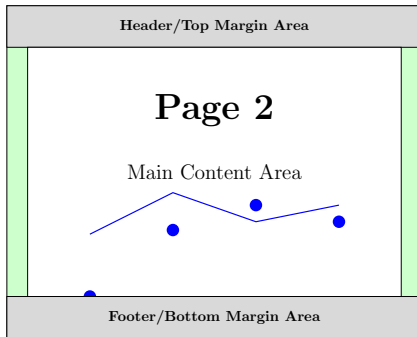 Header/Top Margin Area
Page 2
Main Content Area
Footer/Bottom Margin Area